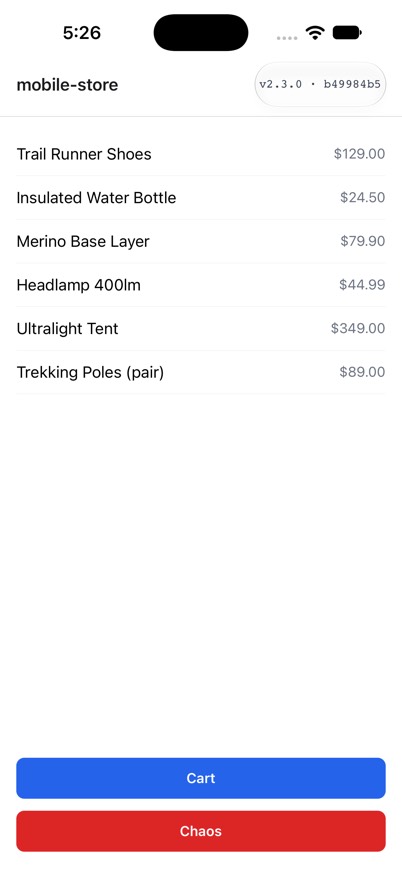 5:26
mobile-store
v2.3.0 · b49984b5
Trail Runner Shoes $129.00
Insulated Water Bottle $24.50
Merino Base Layer $79.90
Headlamp 400lm $44.99
Ultralight Tent $349.00
Trekking Poles (pair) $89.00
Cart
Chaos